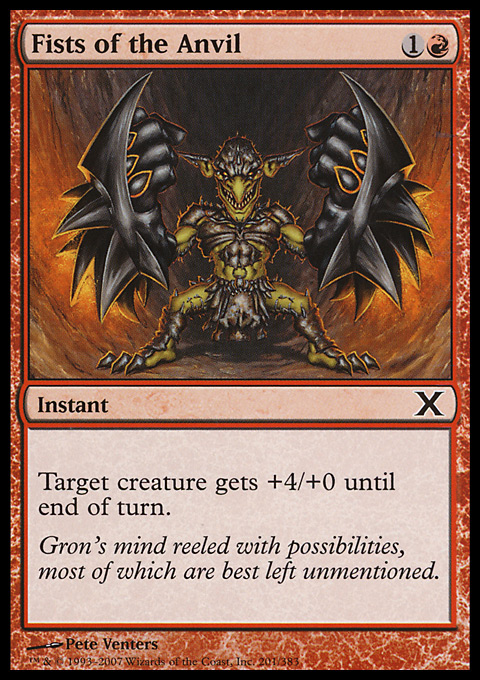 Fists of the Anvil 1
Instant X
Target creature gets +4/+0 until
end of turn.
Gron's mind reeled with possibilities,
most of which are best left unmentioned.
Pete Venters
™ & © 1993–2007 Wizards of the Coast, Inc. 201/383